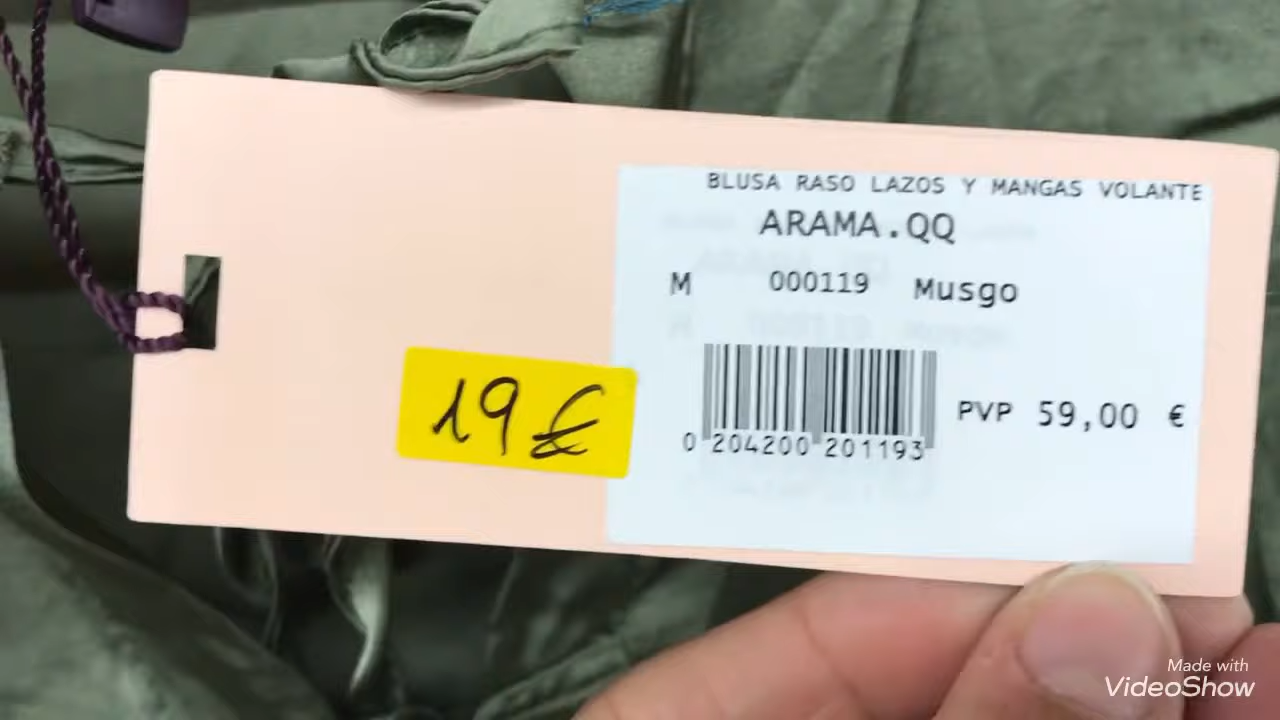 BLUSA RASO LAZOS Y MANGAS VOLANTE
ARAMA.QQ
M 000119 Musgo
19 €
PVP 59,00 €
0 204200 201193
Made with
VideoShow